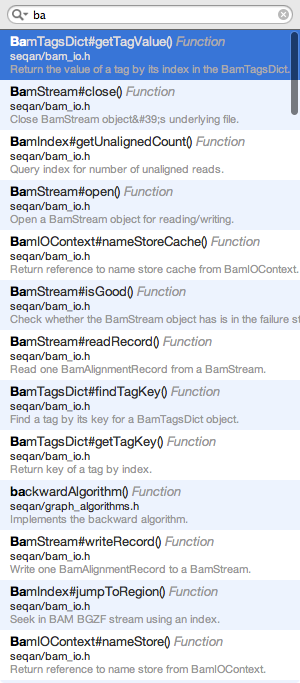 ba
BamTagsDict#getTagValue() Function
seqan/bam_io.h
Return the value of a tag by its index in the BamTagsDict.
BamStream#close() Function
seqan/bam_io.h
Close BamStream object&#39;s underlying file.
BamIndex#getUnalignedCount() Function
seqan/bam_io.h
Query index for number of unaligned reads.
BamStream#open() Function
seqan/bam_io.h
Open a BamStream object for reading/writing.
BamIOContext#nameStoreCache() Function
seqan/bam_io.h
Return reference to name store cache from BamIOContext.
BamStream#isGood() Function
seqan/bam_io.h
Check whether the BamStream object has is in the failure st
BamStream#readRecord() Function
seqan/bam_io.h
Read one BamAlignmentRecord from a BamStream.
BamTagsDict#findTagKey() Function
seqan/bam_io.h
Find a tag by its key for a BamTagsDict object.
BamTagsDict#getTagKey() Function
seqan/bam_io.h
Return key of a tag by index.
backwardAlgorithm() Function
seqan/graph_algorithms.h
Implements the backward algorithm.
BamStream#writeRecord() Function
seqan/bam_io.h
Write one BamAlignmentRecord to a BamStream.
BamIndex#jumpToRegion() Function
seqan/bam_io.h
Seek in BAM BGZF stream using an index.
BamIOContext#nameStore() Function
seqan/bam_io.h
Return reference to name store from BamIOContext.